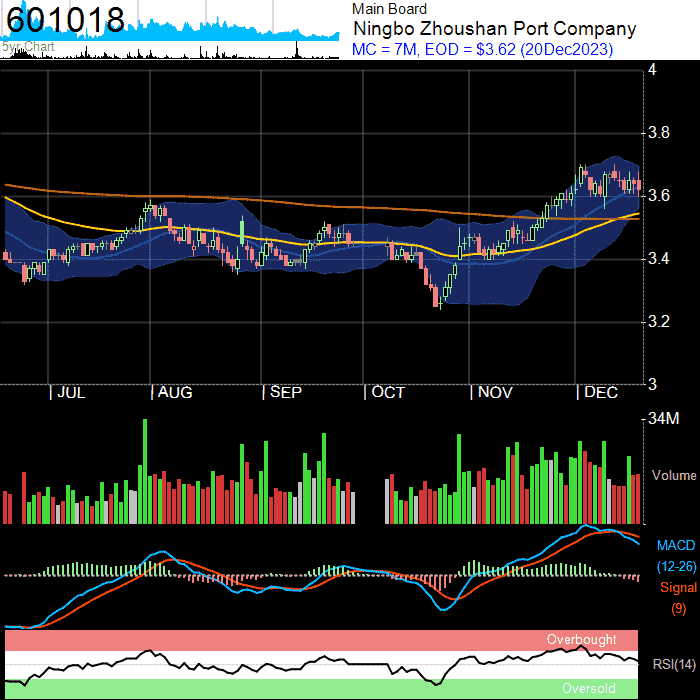 601018
5yr Chart
Main Board
Ningbo Zhoushan Port Company
MC = 7M, EOD = $3.62 (20Dec2023)
4
3.8
3.6
3.4
3.2
3
| JUL | AUG | SEP | OCT | NOV | DEC
34M
Volume
MACD
(12-26)
Signal
(9)
Overbought
RSI(14)
Oversold